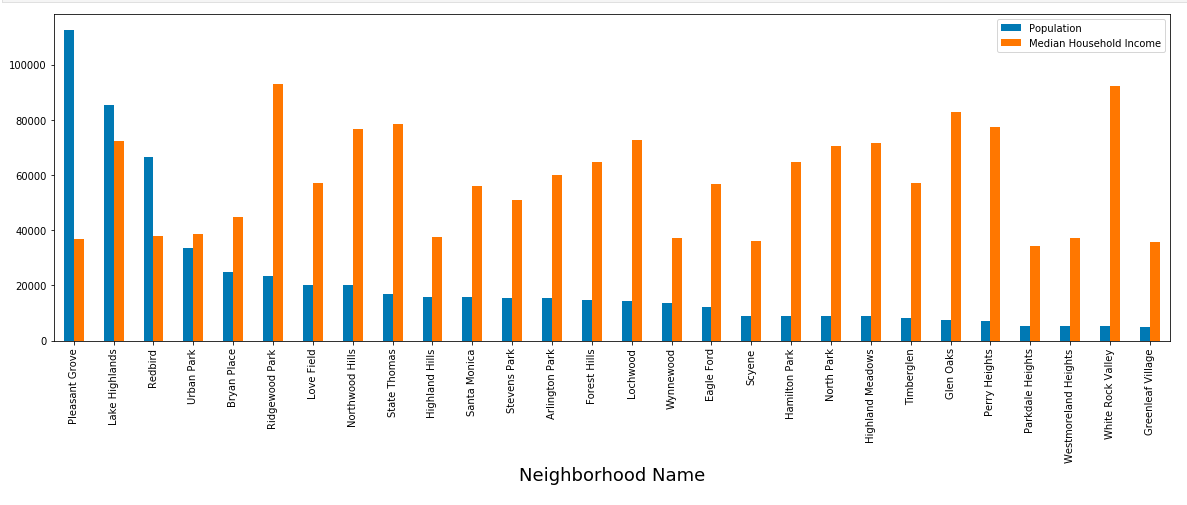 Population
Median Household Income
100000
80000
60000
40000
20000
0
Pleasant Grove
Lake Highlands
Redbird
Urban Park
Bryan Place
Ridgewood Park
Love Field
Northwood Hills
State Thomas
Highland Hills
Santa Monica
Stevens Park
Arlington Park
Forest Hills
Lochwood
Wynnewood
Eagle Ford
Scyene
Hamilton Park
North Park
Highland Meadows
Timberglen
Glen Oaks
Perry Heights
Parkdale Heights
Westmoreland Heights
White Rock Valley
Greenleaf Village
Neighborhood Name